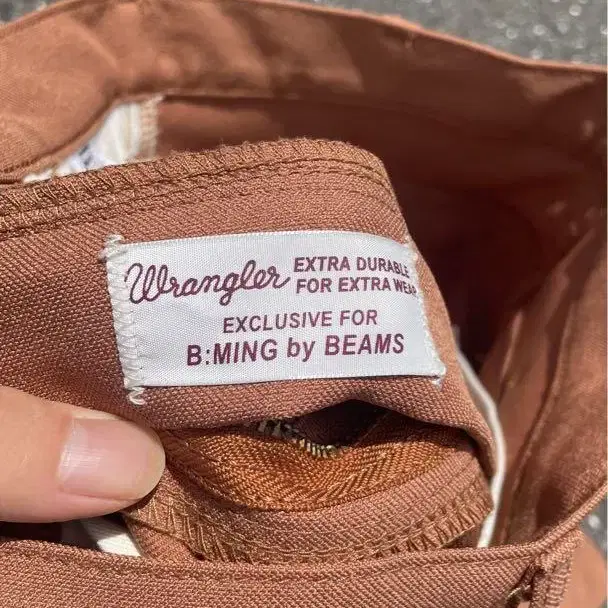 Wrangler EXTRA DURABLE
FOR EXTRA WEAR
EXCLUSIVE FOR
B:MING by BEAMS